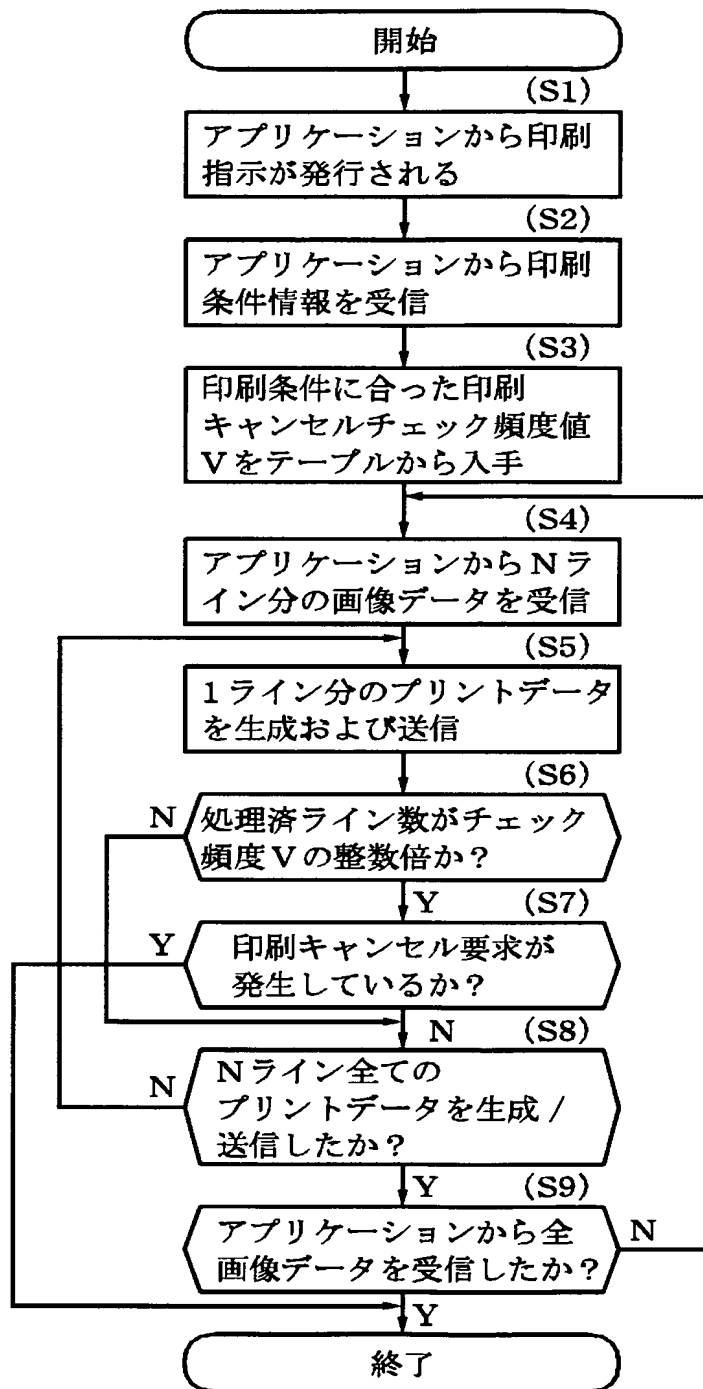 開始
(S1)
アプリケーションから印刷
指示が発行される
(S2)
アプリケーションから印刷
条件情報を受信
(S3)
印刷条件に合った印刷
キャンセルチェック頻度値
Vをテーブルから入手
(S4)
アプリケーションからNラ
イン分の画像データを受信
(S5)
1ライン分のプリントデータ
を生成および送信
(S6)
N
処理済ライン数がチェック
頻度Vの整数倍か?
Y
(S7)
Y
印刷キャンセル要求が
発生しているか?
N
(S8)
N
Nライン全ての
プリントデータを生成/
送信したか?
Y
(S9)
アプリケーションから全
画像データを受信したか?
N
Y
終了